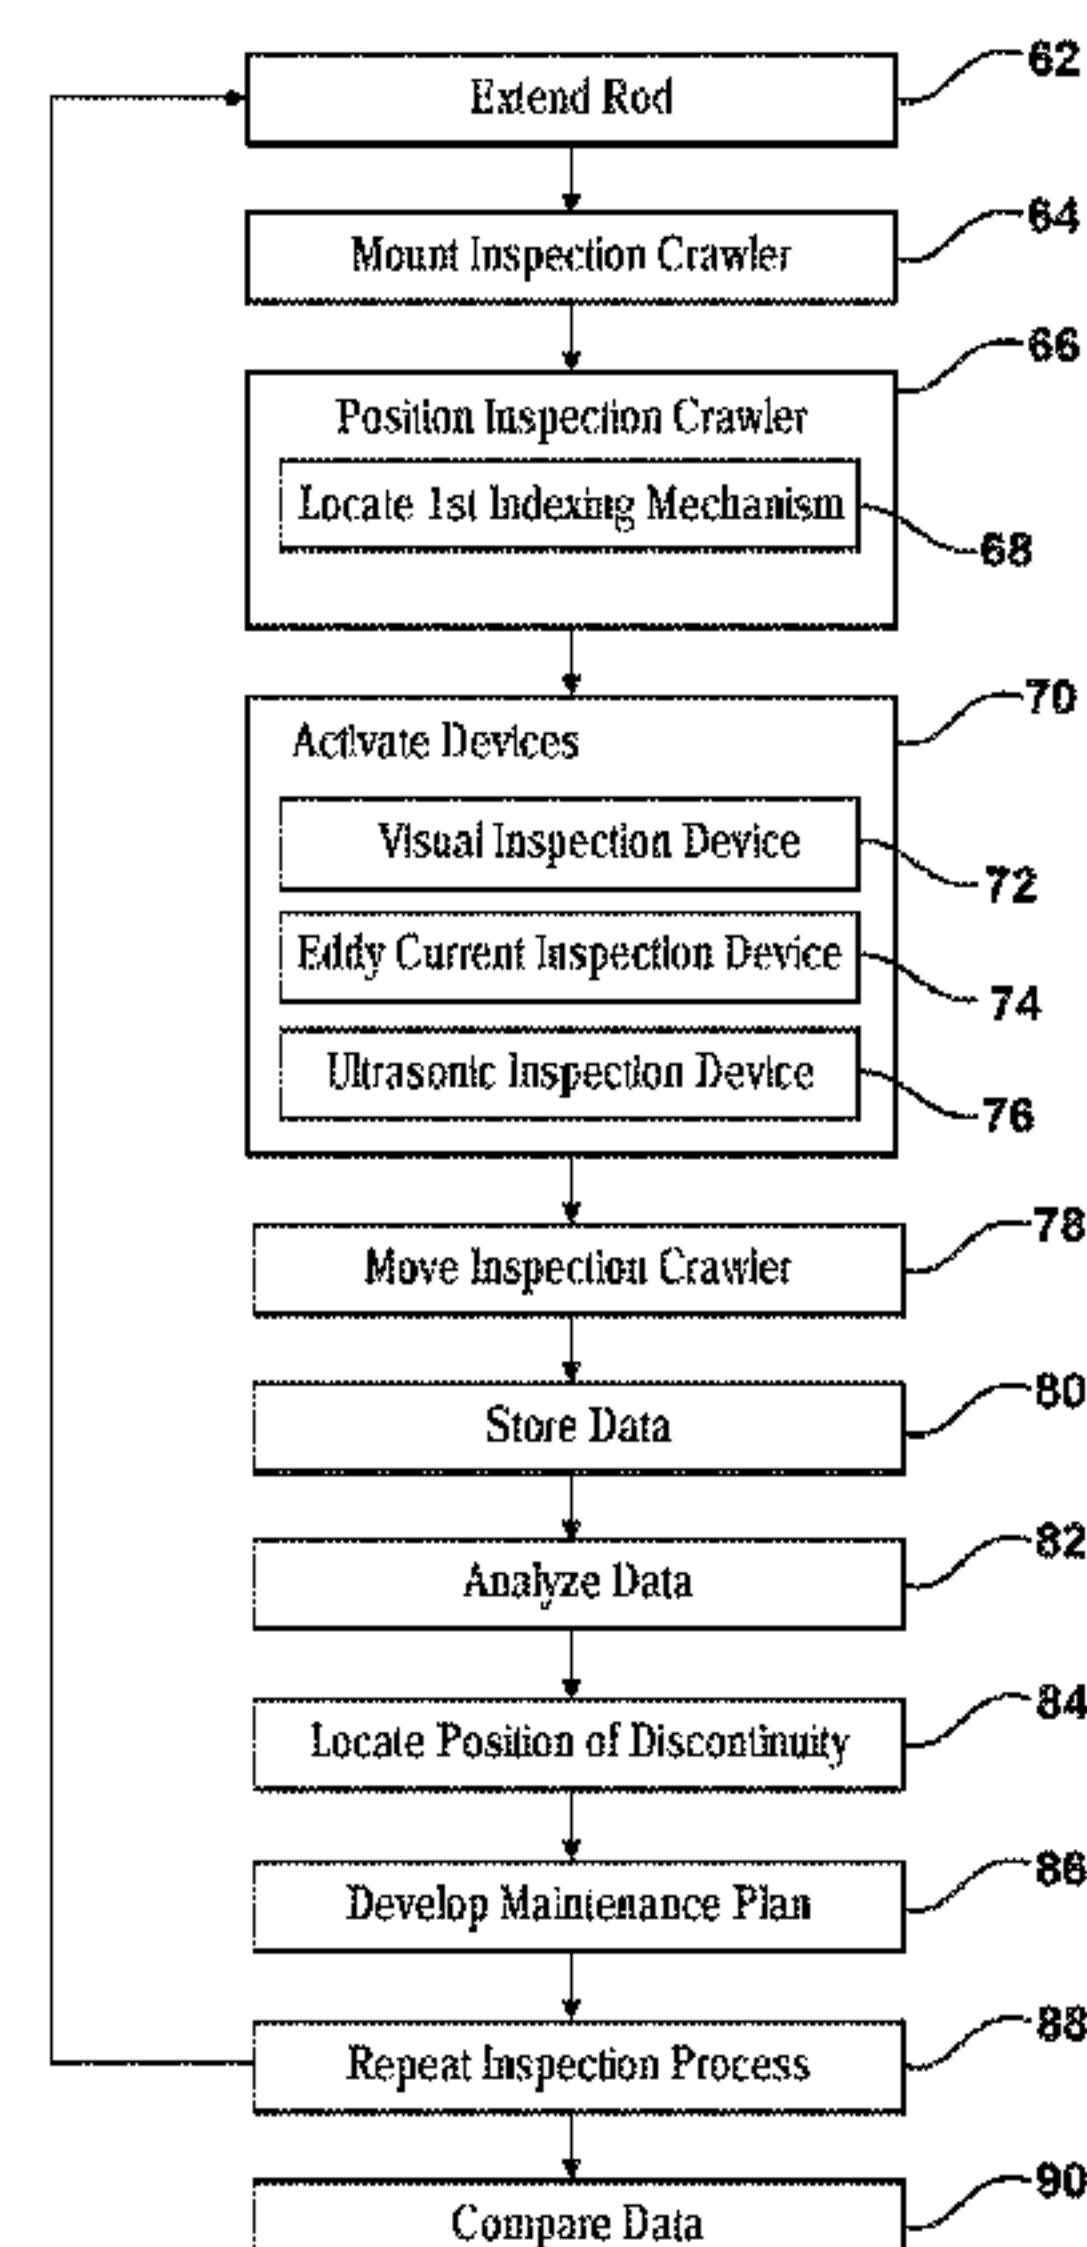 Extend Rod
62
Mount Inspection Crawler
64
66
Position Inspection Crawler
Locate 1st Indexing Mechanism
68
70
Activate Devices
Visual Inspection Device
72
Eddy Current Inspection Device
74
Ultrasonic Inspection Device
76
Move Inspection Crawler
78
Store Data
80
Analyze Data
82
Locate Position of Discontinuity
84
Develop Maintenance Plan
86
Repeat Inspection Process
88
Compare Data
90